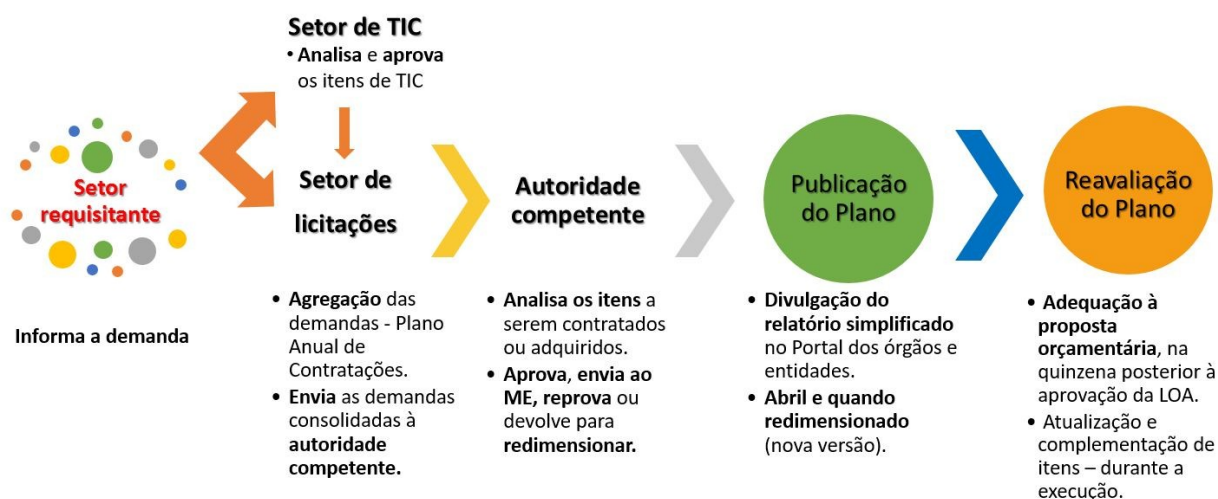 Setor de TIC
• Analisa e aprova
os itens de TIC
Setor
requisitante
Informa a demanda
Setor de
licitações
• Agregação das
demandas - Plano
Anual de
Contratações.
• Envia as demandas
consolidadas à
autoridade
competente.
Autoridade
competente
• Analisa os itens a
serem contratados
ou adquiridos.
• Aprova, envia ao
ME, reprova ou
devolve para
redimensionar.
Publicação
do Plano
• Divulgação do
relatório simplificado
no Portal dos órgãos e
entidades.
• Abril e quando
redimensionado
(nova versão).
Reavaliação
do Plano
• Adequação à
proposta
orçamentária, na
quinzena posterior à
aprovação da LOA.
• Atualização e
complementação de
itens – durante a
execução.